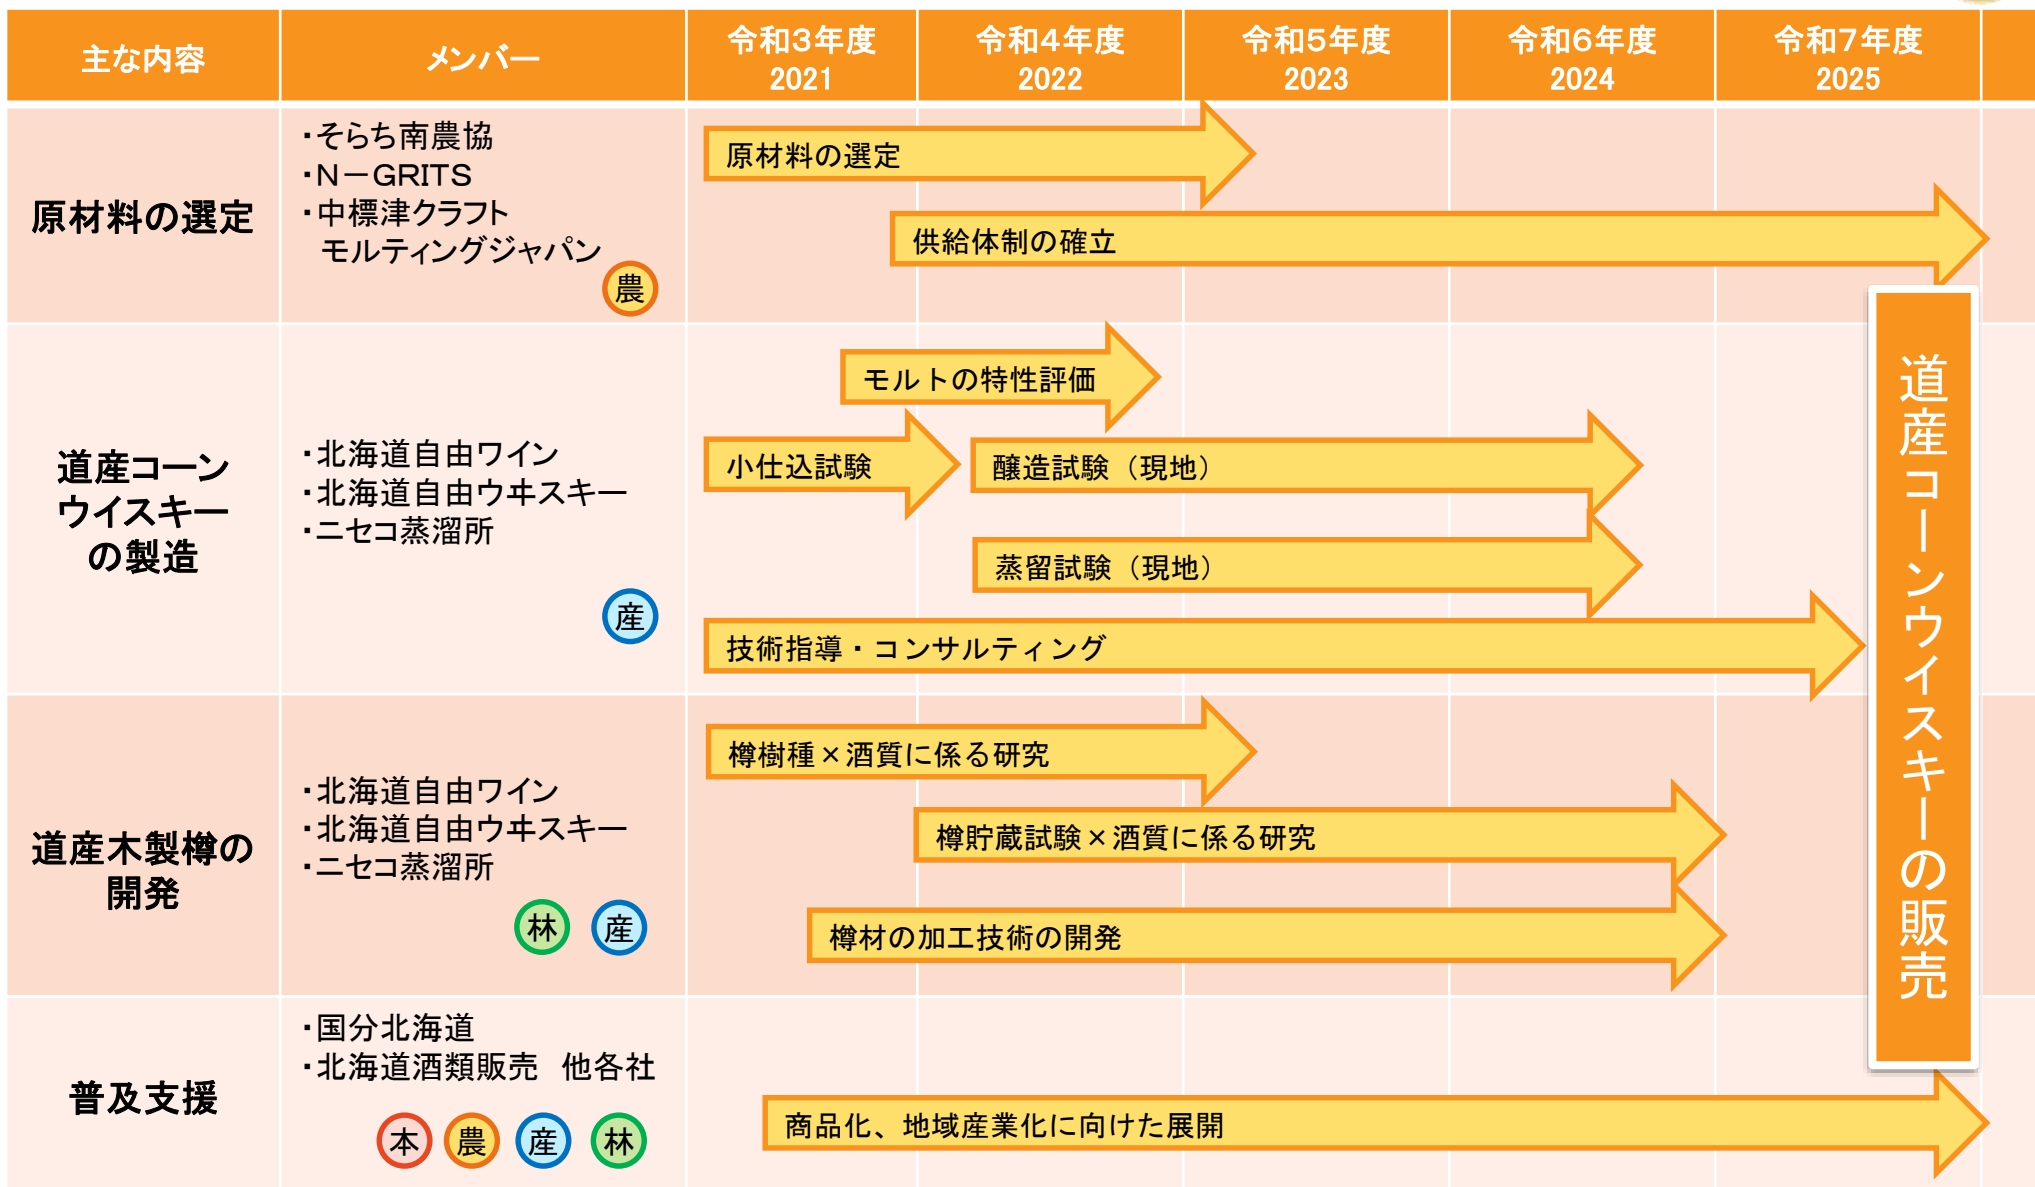 主な内容
メンバー
令和3年度
2021
令和4年度
2022
令和5年度
2023
令和6年度
2024
令和7年度
2025
原材料の選定
・そらち南農協
・N－GRITS
・中標津クラフト
モルティングジャパン
農
原材料の選定
供給体制の確立
道産コーン
ウイスキー
の製造
・北海道自由ワイン
・北海道自由ウヰスキー
・ニセコ蒸溜所
産
モルトの特性評価
小仕込試験
醸造試験（現地）
蒸留試験（現地）
技術指導・コンサルティング
道産木製樽の
開発
・北海道自由ワイン
・北海道自由ウヰスキー
・ニセコ蒸溜所
林 産
樽樹種×酒質に係る研究
樽貯蔵試験×酒質に係る研究
樽材の加工技術の開発
普及支援
・国分北海道
・北海道酒類販売　他各社
本 農 産 林
商品化、地域産業化に向けた展開
道産コーンウイスキーの販売